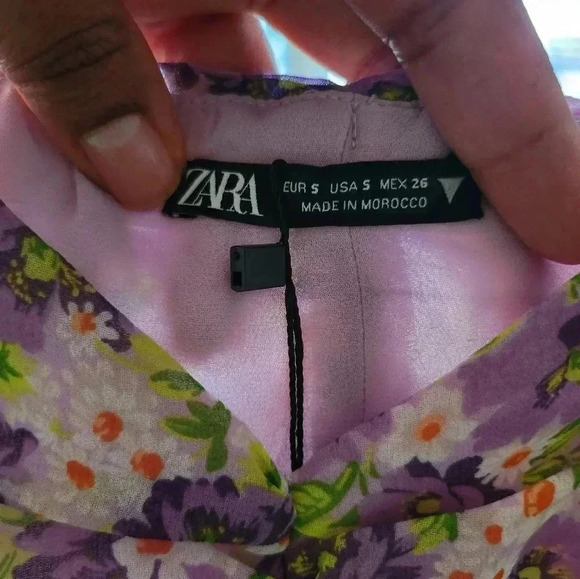 ZARA
EUR S USA S MEX 26
MADE IN MOROCCO